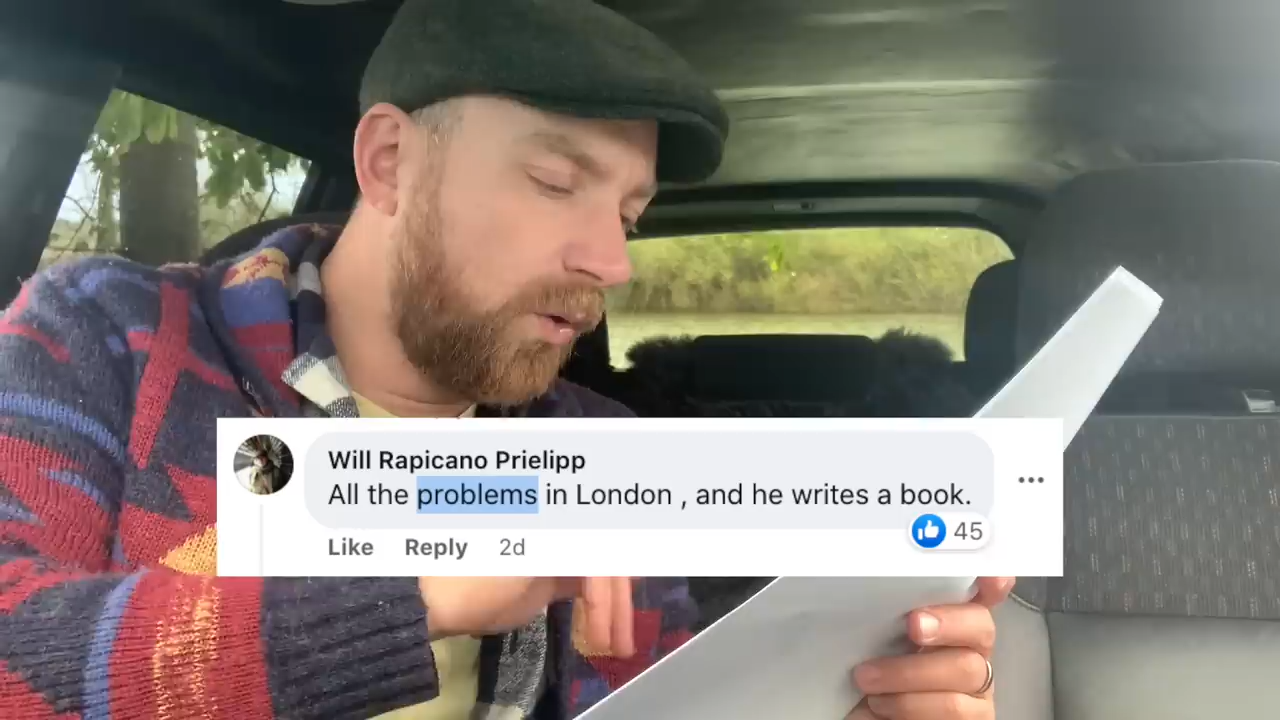 Will Rapicano Prielipp
All the problems in London , and he writes a book.
Like Reply 2d
45